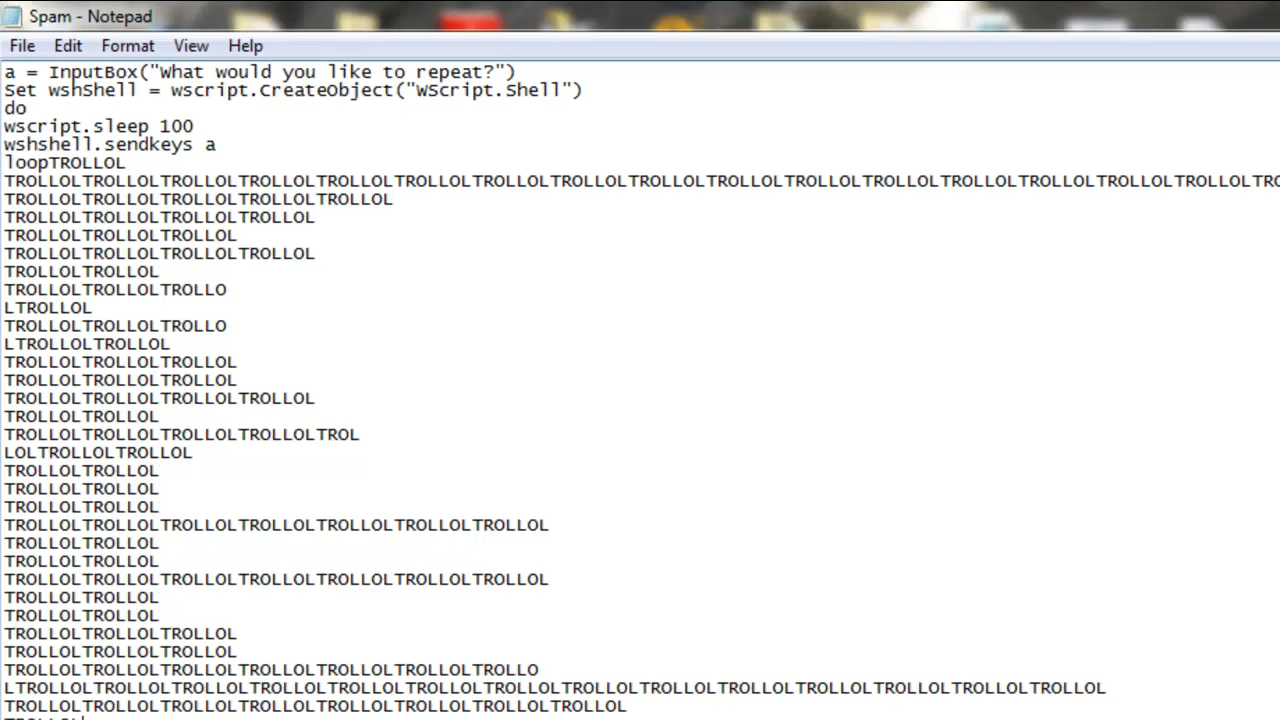 Spam - Notepad
File Edit Format View Help
a = InputBox("What would you like to repeat?")
Set wshShell = wscript.CreateObject("WScript.Shell")
do
wscript.sleep 100
wshshell.sendkeys a
loopTROLLOL
TROLLOLTROLLOLTROLLOLTROLLOLTROLLOLTROLLOLTROLLOLTROLLOLTROLLOLTROLLOLTROLLOLTROLLOLTROLLOLTROLLOLTROLLOLTROLLOLTRO
TROLLOLTROLLOLTROLLOLTROLLOLTROLLOL
TROLLOLTROLLOLTROLLOLTROLLOL
TROLLOLTROLLOLTROLLOL
TROLLOLTROLLOLTROLLOLTROLLOL
TROLLOLTROLLOL
TROLLOLTROLLOLTROLLO
LTROLLOL
TROLLOLTROLLOLTROLLO
LTROLLOLTROLLOL
TROLLOLTROLLOLTROLLOL
TROLLOLTROLLOLTROLLOL
TROLLOLTROLLOLTROLLOLTROLLOL
TROLLOLTROLLOL
TROLLOLTROLLOLTROLLOLTROLLOLTROL
LOLTROLLOLTROLLOL
TROLLOLTROLLOL
TROLLOLTROLLOL
TROLLOLTROLLOL
TROLLOLTROLLOLTROLLOLTROLLOLTROLLOLTROLLOLTROLLOL
TROLLOLTROLLOL
TROLLOLTROLLOL
TROLLOLTROLLOLTROLLOLTROLLOLTROLLOLTROLLOLTROLLOL
TROLLOLTROLLOL
TROLLOLTROLLOL
TROLLOLTROLLOLTROLLOL
TROLLOLTROLLOLTROLLOL
TROLLOLTROLLOLTROLLOLTROLLOLTROLLOLTROLLOLTROLLO
LTROLLOLTROLLOLTROLLOLTROLLOLTROLLOLTROLLOLTROLLOLTROLLOLTROLLOLTROLLOLTROLLOLTROLLOLTROLLOLTROLLOL
TROLLOLTROLLOLTROLLOLTROLLOLTROLLOLTROLLOLTROLLOLTROLLOL
TROLLOL